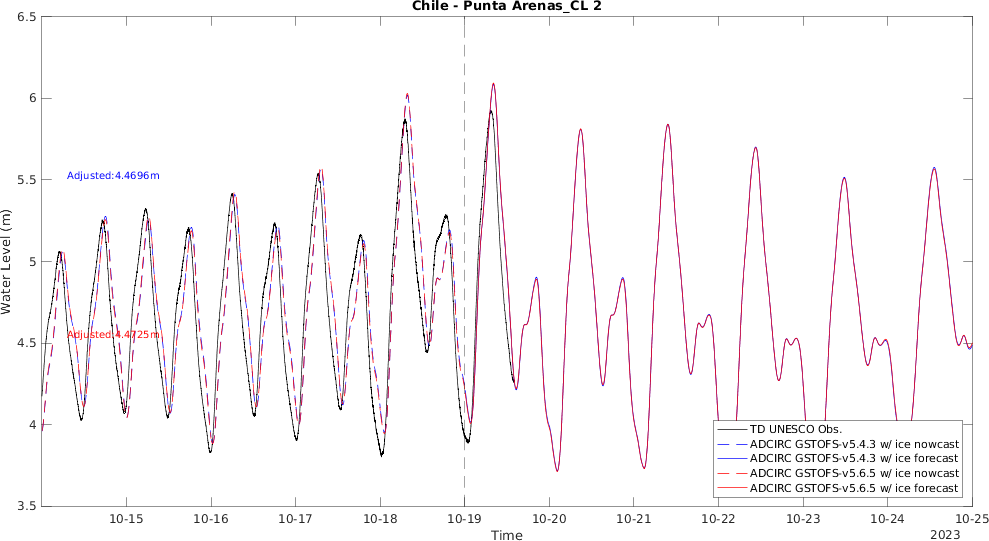 Chile - Punta Arenas_CL 2
6.5
6
5.5
5
4.5
4
3.5
Water Level (m)
Adjusted:4.4696m
Adjusted:4.4725m
TD UNESCO Obs.
ADCIRC GSTOFS-v5.4.3 w/ ice nowcast
ADCIRC GSTOFS-v5.4.3 w/ ice forecast
ADCIRC GSTOFS-v5.6.5 w/ ice nowcast
ADCIRC GSTOFS-v5.6.5 w/ ice forecast
10-15 10-16 10-17 10-18 10-19 10-20 10-21 10-22 10-23 10-24 10-25
Time
2023